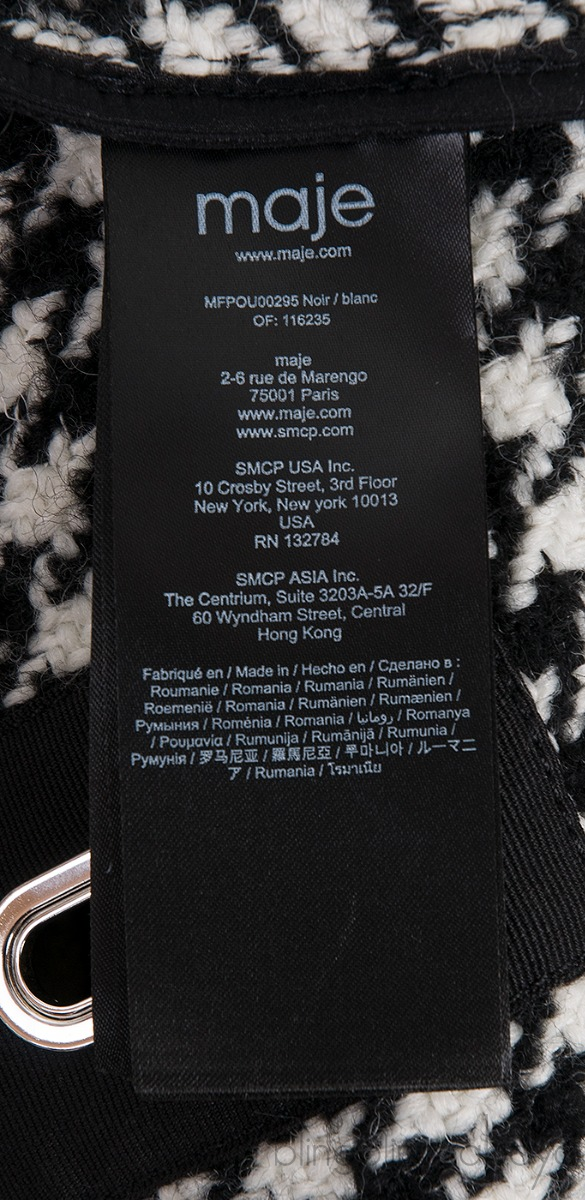 maje
www.maje.com
MFPOU00295 Noir / blanc
OF: 116235
maje
2-6 rue de Marengo
75001 Paris
www.maje.com
www.smcp.com
SMCP USA Inc.
10 Crosby Street, 3rd Floor
New York, New york 10013
USA
RN 132784
SMCP ASIA Inc.
The Centrium, Suite 3203A-5A 32/F
60 Wyndham Street, Central
Hong Kong
Fabriqué en / Made in / Hecho en / Сделано в :
Roumanie / Romania / Rumania / Rumänien /
Roemenië / Romania / Rumänien / Rumænien /
Румыния / Roménia / Romania / رومانيا / Romanya
/ Ρουμανία / Rumunija / Rumānijā / Rumunia /
Румунія / 罗马尼亚 / 羅馬尼亞 / 루마니아 / ルーマニ
ア / Rumania / โรมาเนีย